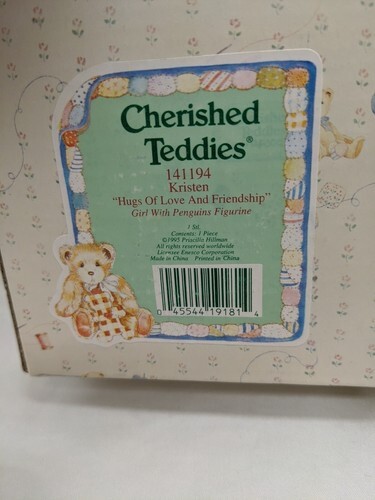 Cherished
Teddies®
141194
Kristen
"Hugs Of Love And Friendship"
Girl With Penguins Figurine
1 Stl.
Contents: 1 Piece
©1995 Priscilla Hillman
All rights reserved worldwide
Licensee Enesco Corporation
Made in China Printed in China
0 45544 19181 4